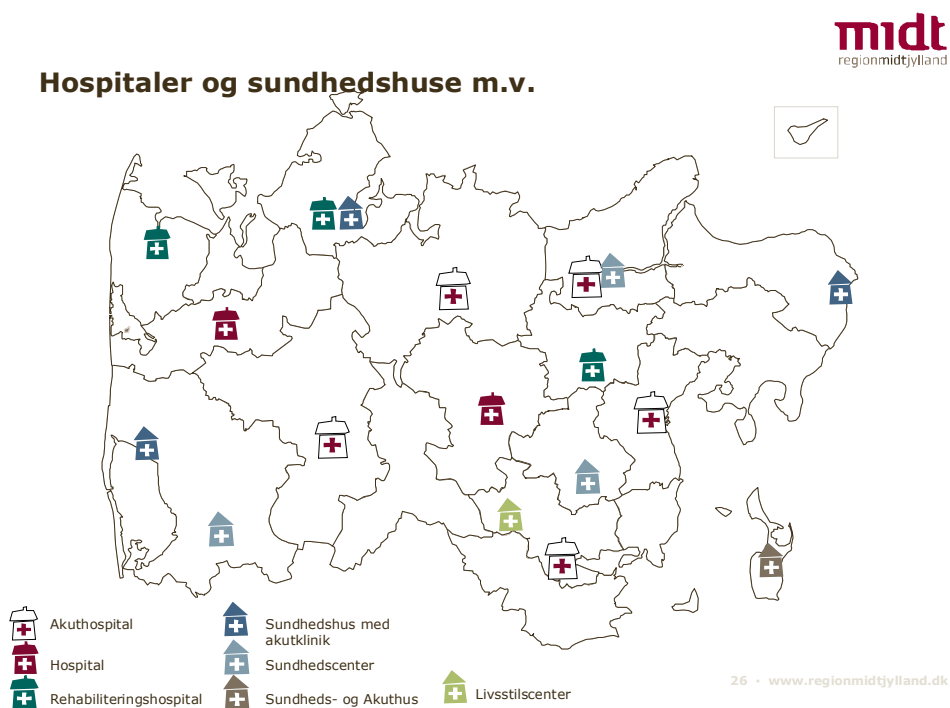 midt
regionmidtjylland
Hospitaler og sundhedshuse m.v.
Akuthospital
Hospital
Rehabiliteringshospital
Sundhedshus med
akutklinik
Sundhedscenter
Sundheds- og Akuthus
Livsstilscenter
26 • www.regionmidtjylland.dk